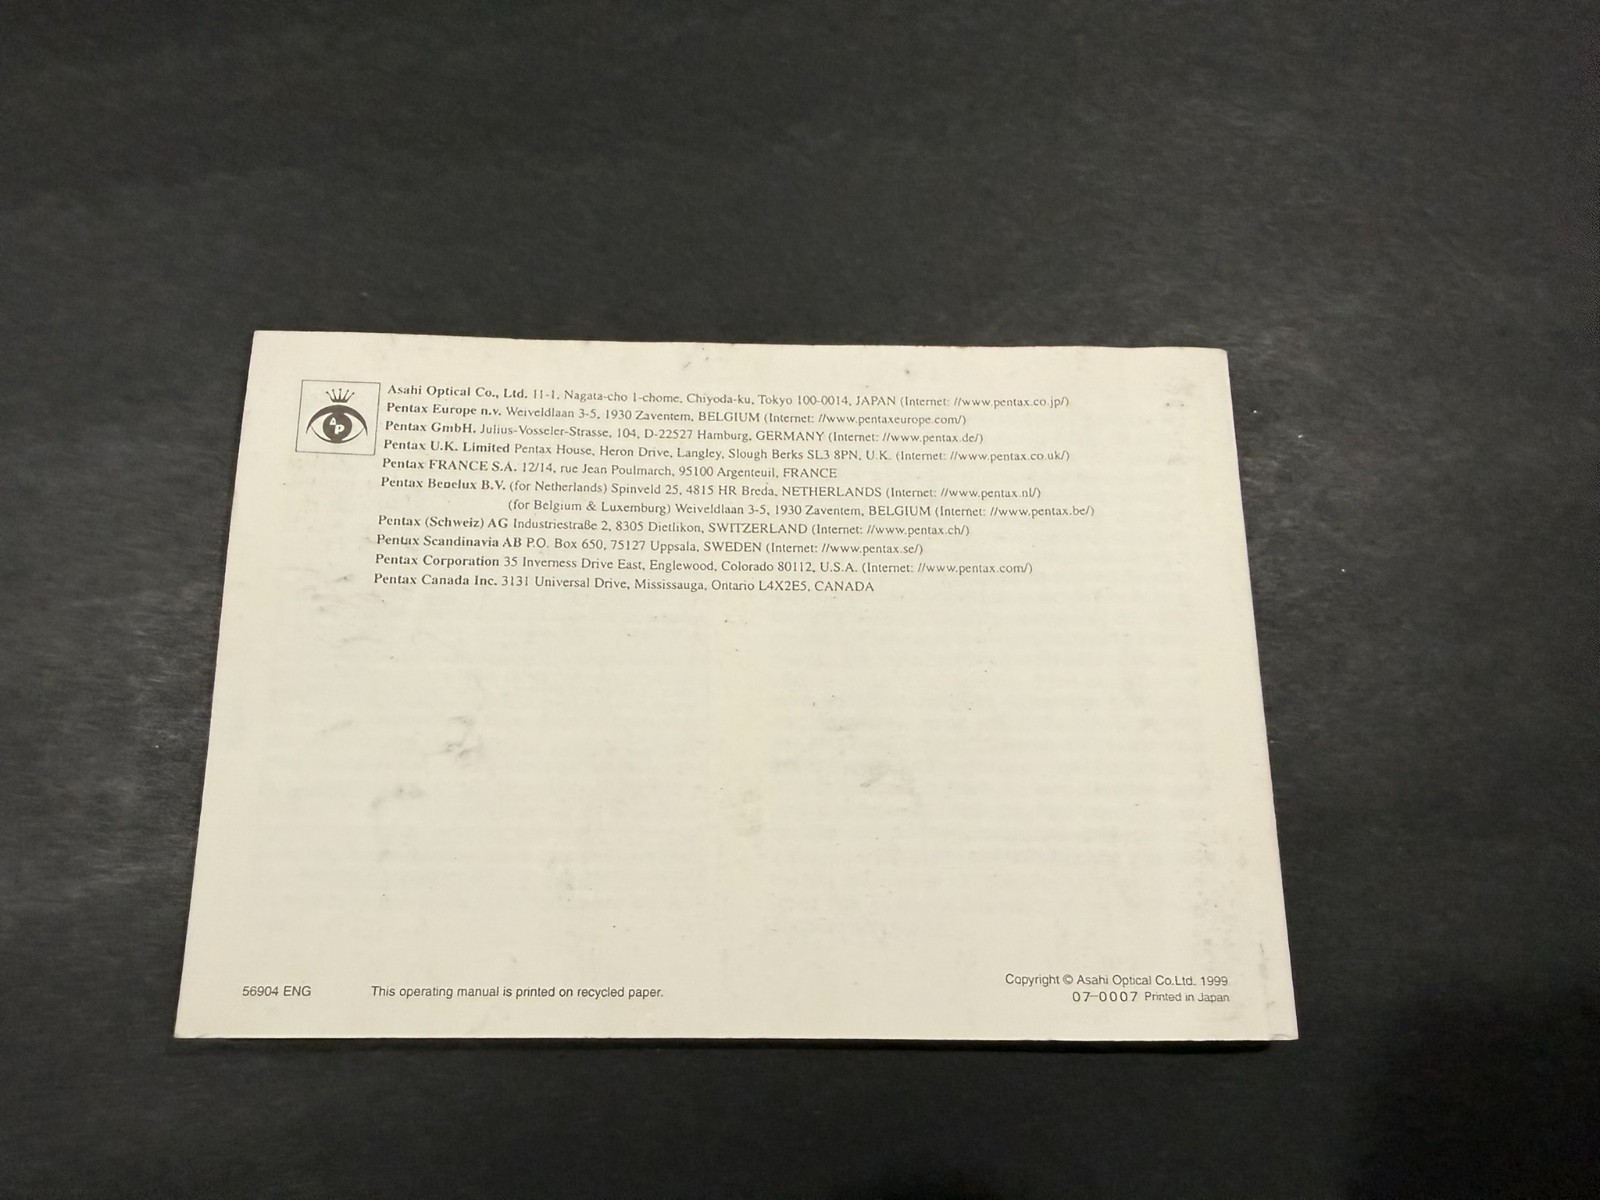 AP
Asahi Optical Co., Ltd. 11-1, Nagata-cho 1-chome, Chiyoda-ku, Tokyo 100-0014, JAPAN (Internet: //www.pentax.co.jp/)
Pentax Europe n.v. Weiveldlaan 3-5, 1930 Zaventem, BELGIUM (Internet: //www.pentaxeurope.com/)
Pentax GmbH. Julius-Vosseler-Strasse, 104, D-22527 Hamburg, GERMANY (Internet: //www.pentax.de/)
Pentax U.K. Limited Pentax House, Heron Drive, Langley, Slough Berks SL3 8PN, U.K. (Internet: //www.pentax.co.uk/)
Pentax FRANCE S.A. 12/14, rue Jean Poulmarch, 95100 Argenteuil, FRANCE
Pentax Benelux B.V. (for Netherlands) Spinveld 25, 4815 HR Breda, NETHERLANDS (Internet: //www.pentax.nl/)
(for Belgium & Luxemburg) Weiveldlaan 3-5, 1930 Zaventem, BELGIUM (Internet: //www.pentax.be/)
Pentax (Schweiz) AG Industriestraße 2, 8305 Dietlikon, SWITZERLAND (Internet: //www.pentax.ch/)
Pentax Scandinavia AB P.O. Box 650, 75127 Uppsala, SWEDEN (Internet: //www.pentax.se/)
Pentax Corporation 35 Inverness Drive East, Englewood, Colorado 80112, U.S.A. (Internet: //www.pentax.com/)
Pentax Canada Inc. 3131 Universal Drive, Mississauga, Ontario L4X2E5, CANADA
56904 ENG
This operating manual is printed on recycled paper.
Copyright © Asahi Optical Co.Ltd. 1999
07-0007 Printed in Japan